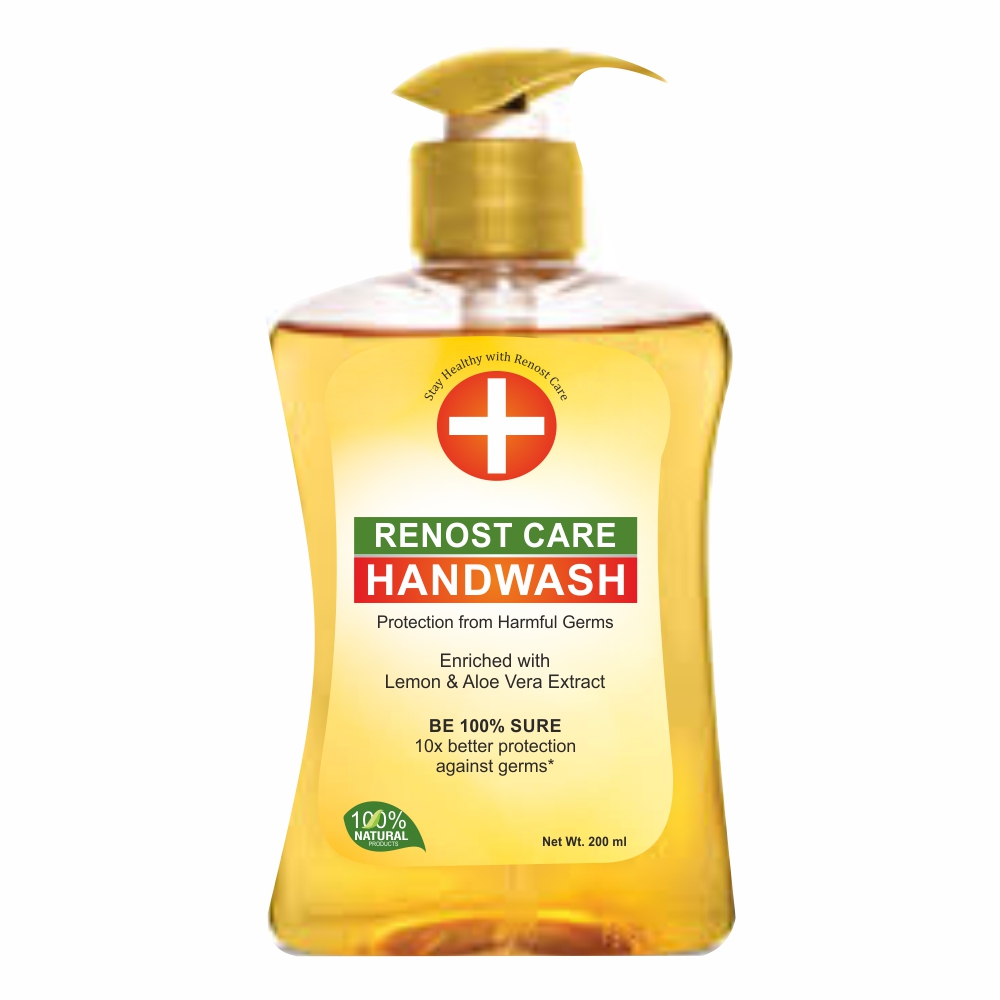 Stay Healthy with Renost Care
RENOST CARE
HANDWASH
Protection from Harmful Germs
Enriched with
Lemon & Aloe Vera Extract
BE 100% SURE
10x better protection
against germs*
100%
NATURAL
PRODUCTS
Net Wt. 200 ml